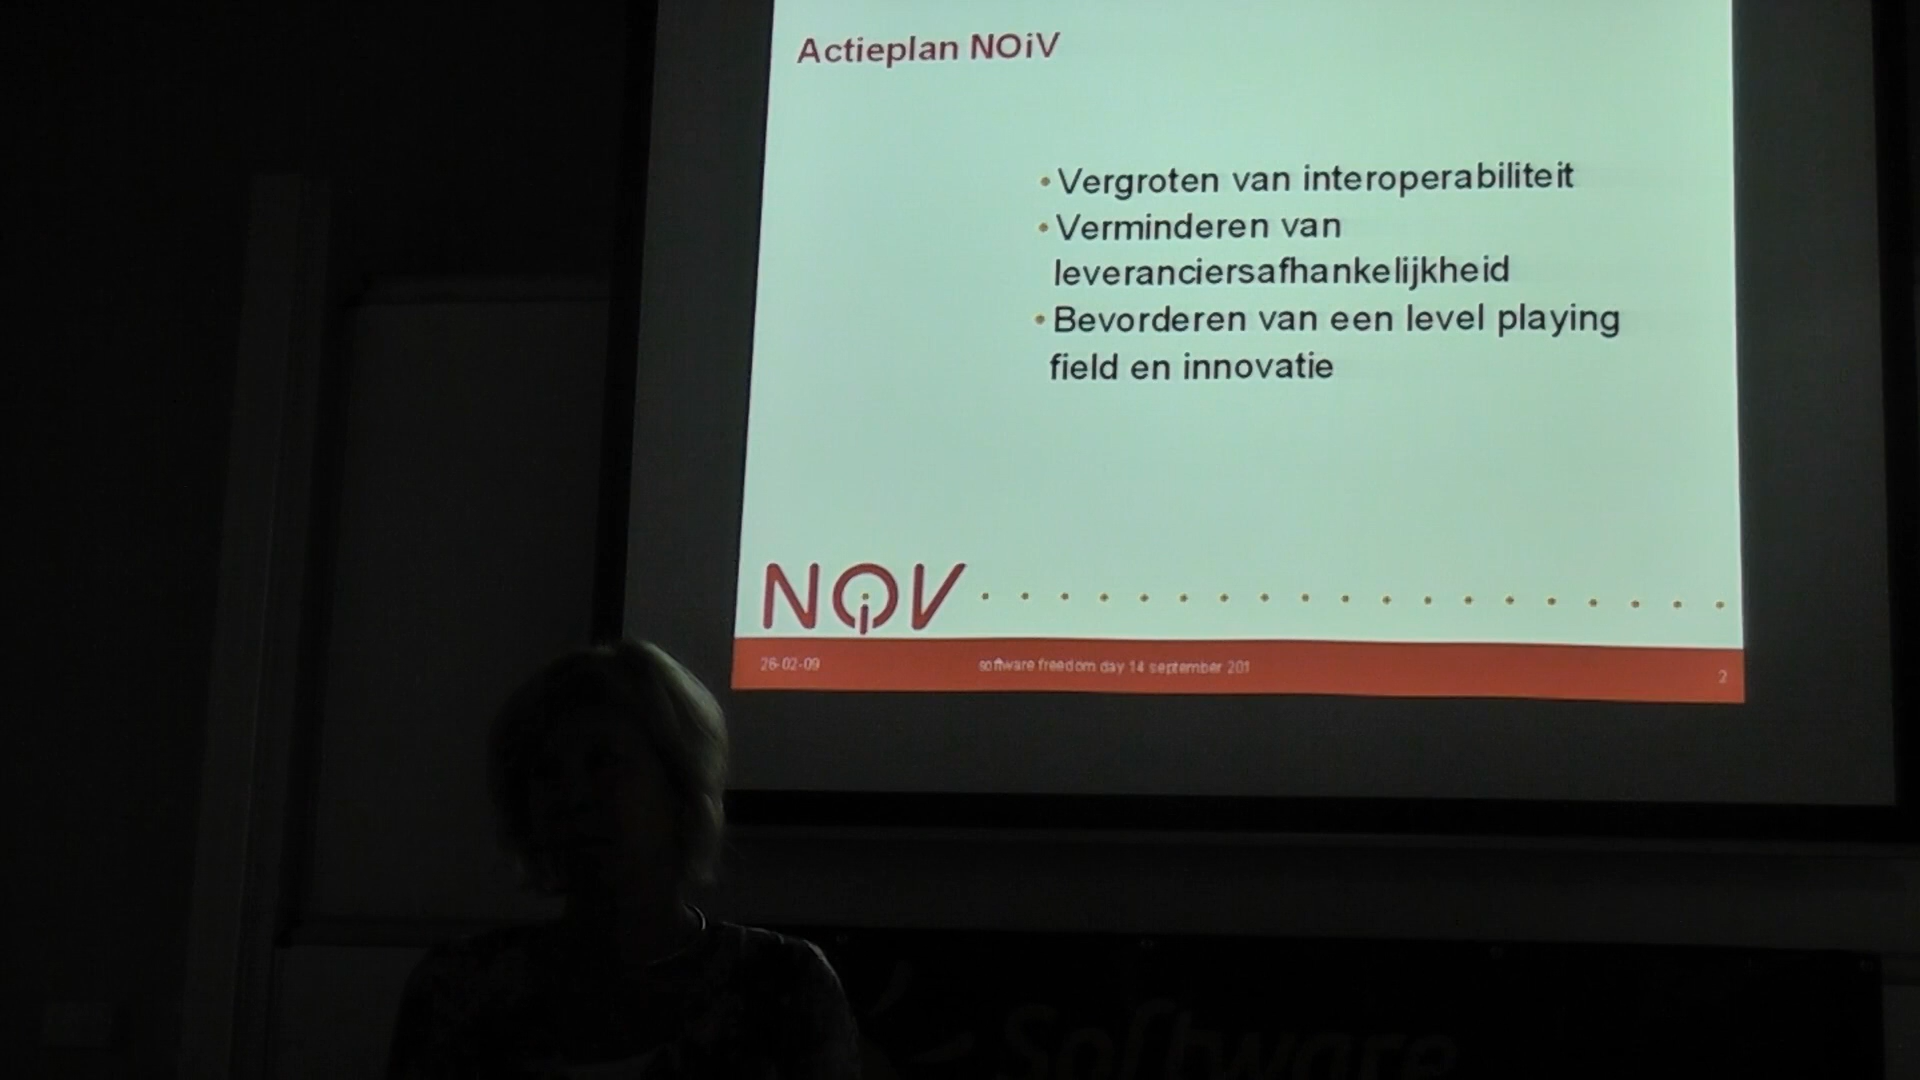 Actieplan NOiV
•Vergroten van interoperabiliteit
•Verminderen van
leveranciersafhankelijkheid
•Bevorderen van een level playing
field en innovatie
NOiV
26-02-09 software freedom day 14 september 201 2
Software